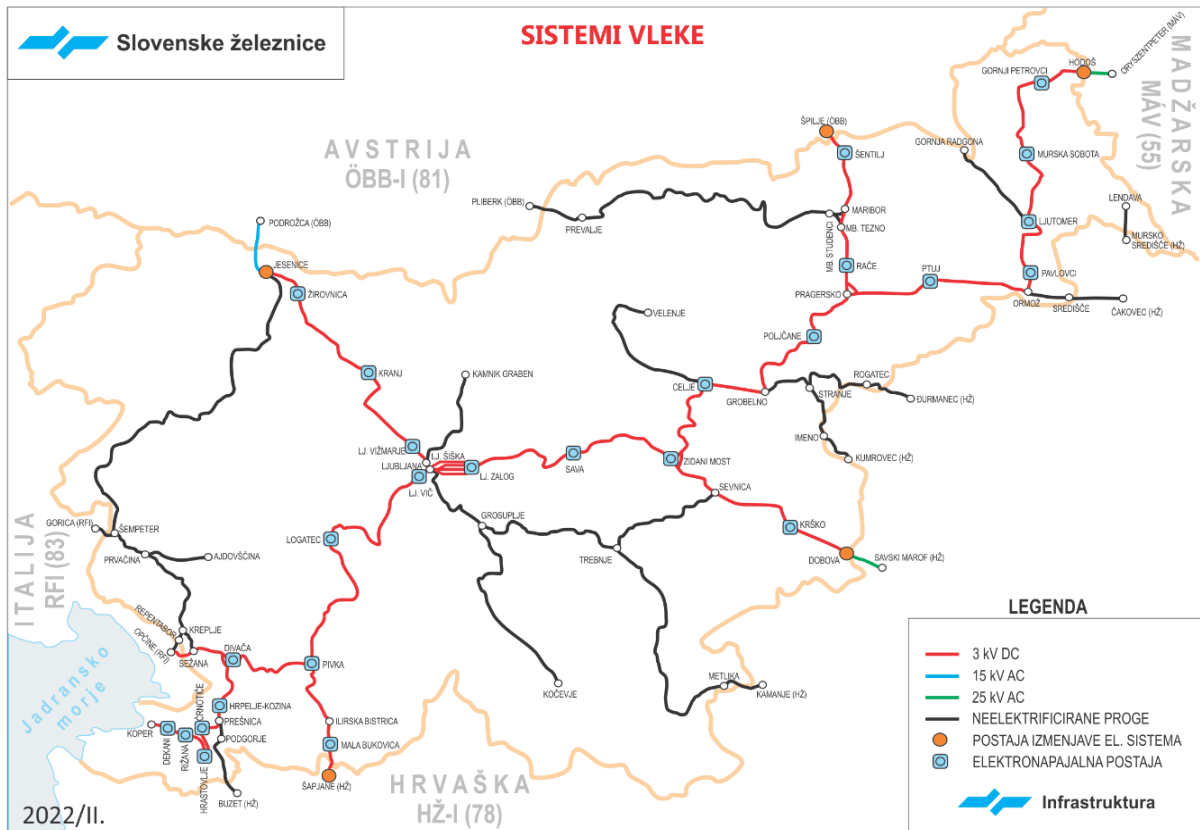 Slovenske železnice
SISTEMI VLEKE
AVSTRIJA
ÖBB-I (81)
MADŽARSKA
MÁV (55)
ITALIJA
RFI (83)
HRVAŠKA
HŽ-I (78)
Jadransko
morje
ORYSZENTPETER (MÁV)
HODOŠ
GORNJI PETROVCI
MURSKA SOBOTA
GORNJA RADGONA
LJUTOMER
PAVLOVCI
LENDAVA
MURSKO
SREDIŠČE (HŽ)
ORMOŽ
SREDIŠČE
ČAKOVEC (HŽ)
PTUJ
ŠPILJE (ÖBB)
ŠENTILJ
MARIBOR
MB. TEZNO
MB. STUDENCI
RAČE
PRAGERSKO
PLIBERK (ÖBB)
PREVALJE
POLJČANE
VELENJE
CELJE
GROBELNO
STRANJE
ROGATEC
ĐURMANEC (HŽ)
IMENO
KUMROVEC (HŽ)
PODROŽCA (ÖBB)
JESENICE
ŽIROVNICA
KRANJ
KAMNIK GRABEN
LJ. VIŽMARJE
LJ. ŠIŠKA
LJUBLJANA
LJ. VIČ
LJ. ZALOG
SAVA
ZIDANI MOST
SEVNICA
KRŠKO
DOBOVA
SAVSKI MAROF (HŽ)
GROSUPLJE
TREBNJE
KOČEVJE
METLIKA
KAMANJE (HŽ)
LOGATEC
GORICA (RFI)
ŠEMPETER
PRVAČINA
AJDOVŠČINA
REPENTABOR
KREPLJE
OPČINE (RFI)
SEŽANA
DIVAČA
PIVKA
HRPELJE-KOZINA
ČRNOTIČE
PREŠNICA
PODGORJE
KOPER
DEKANI
RIŽANA
HRASTOVLJE
BUZET (HŽ)
ILIRSKA BISTRICA
MALA BUKOVICA
ŠAPJANE (HŽ)
LEGENDA
3 kV DC
15 kV AC
25 kV AC
NEELEKTRIFICIRANE PROGE
POSTAJA IZMENJAVE EL. SISTEMA
ELEKTRONAPAJALNA POSTAJA
Infrastruktura
2022/II.